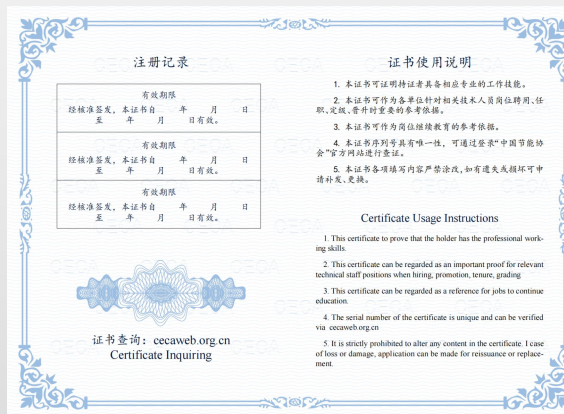 注册记录
有效期限
经核准签发，本证书自 年 月 日
至 年 月 日有效。
有效期限
经核准签发，本证书自 年 月 日
至 年 月 日有效。
有效期限
经核准签发，本证书自 年 月 日
至 年 月 日有效。
证书查询：cecaweb.org.cn
Certificate Inquiring
证书使用说明
1. 本证书可证明持证者具备相应专业的工作技能。
2. 本证书可作为各单位针对相关技术人员岗位聘用、任
职、定级、晋升时重要的参考依据。
3. 本证书可作为岗位继续教育的参考依据。
4. 本证书序列号具有唯一性，可通过登录“中国节能协
会”官方网站进行查证。
5. 本证书各项填写内容严禁涂改,如有遗失或损坏可申
请补发、更换。
Certificate Usage Instructions
1. This certificate to prove that the holder has the professional work-
ing skills.
2. This certificate can be regarded as an important proof for relevant
technical staff positions when hiring, promotion, tenure, grading
3. This certificate can be regarded as a reference for jobs to continue
education.
4. The serial number of the certificate is unique and can be verified
via cecaweb.org.cn
5. It is strictly prohibited to alter any content in the certificate. I case
of loss or damage, application can be made for reissuance or replace-
ment.